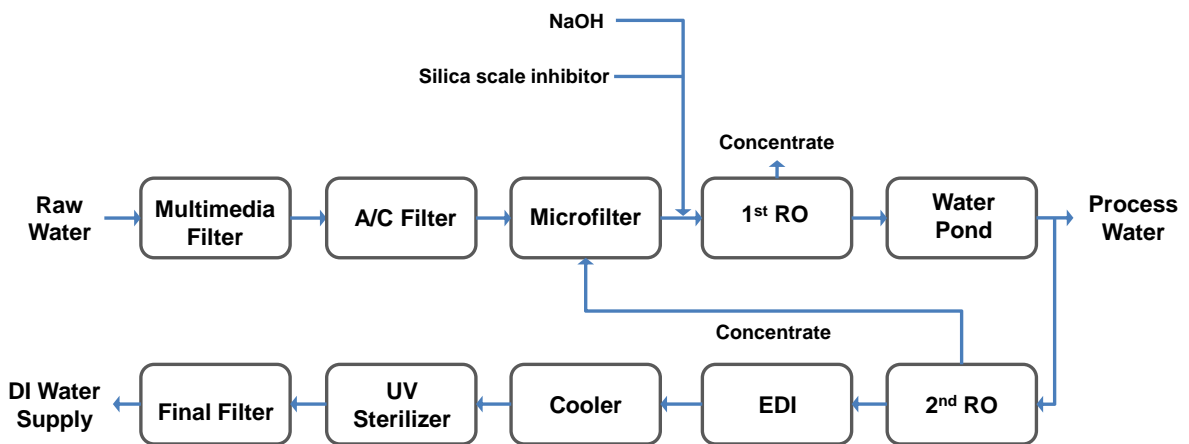 NaOH
Silica scale inhibitor
Concentrate
Raw
Water
Multimedia
Filter
A/C Filter
Microfilter
1st RO
Water
Pond
Process
Water
Concentrate
DI Water
Supply
Final Filter
UV
Sterilizer
Cooler
EDI
2nd RO